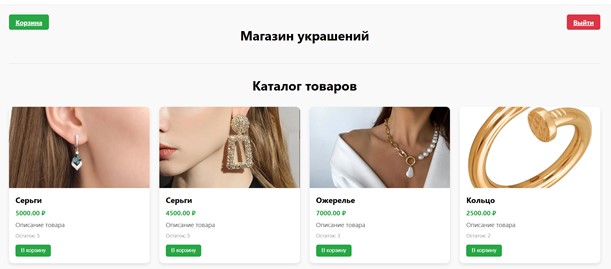 Корзина
Выйти
Магазин украшений
Каталог товаров
Серьги
5000.00 ₽
Описание товара
Остаток: 5
В корзину
Серьги
4500.00 ₽
Описание товара
Остаток: 5
В корзину
Ожерелье
7000.00 ₽
Описание товара
Остаток: 3
В корзину
Кольцо
2500.00 ₽
Описание товара
Остаток: 2
В корзину